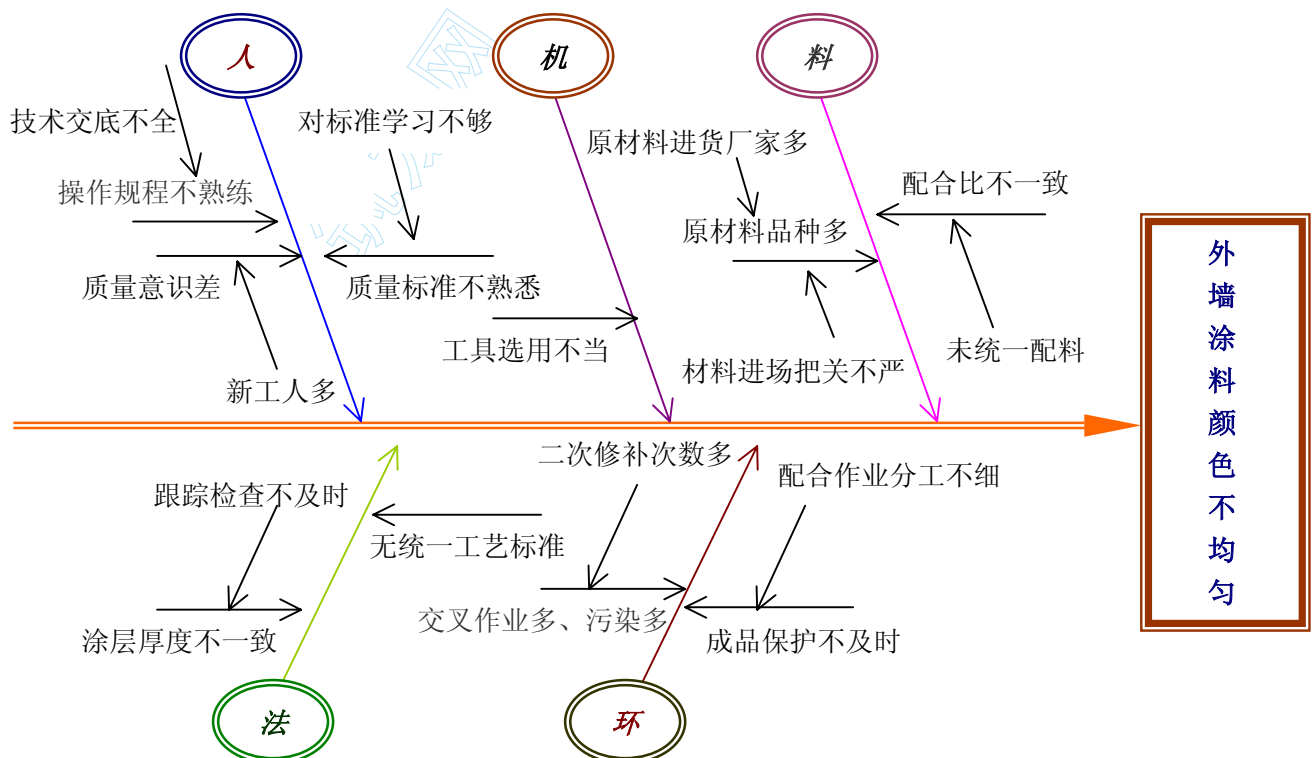 人
机
料
技术交底不全
对标准学习不够
原材料进货厂家多
操作规程不熟练
配合比不一致
原材料品种多
质量意识差
质量标准不熟悉
工具选用不当
材料进场把关不严
未统一配料
新工人多
外墙涂料颜色不均匀
二次修补次数多
配合作业分工不细
跟踪检查不及时
无统一工艺标准
交叉作业多、污染多
涂层厚度不一致
成品保护不及时
法
环